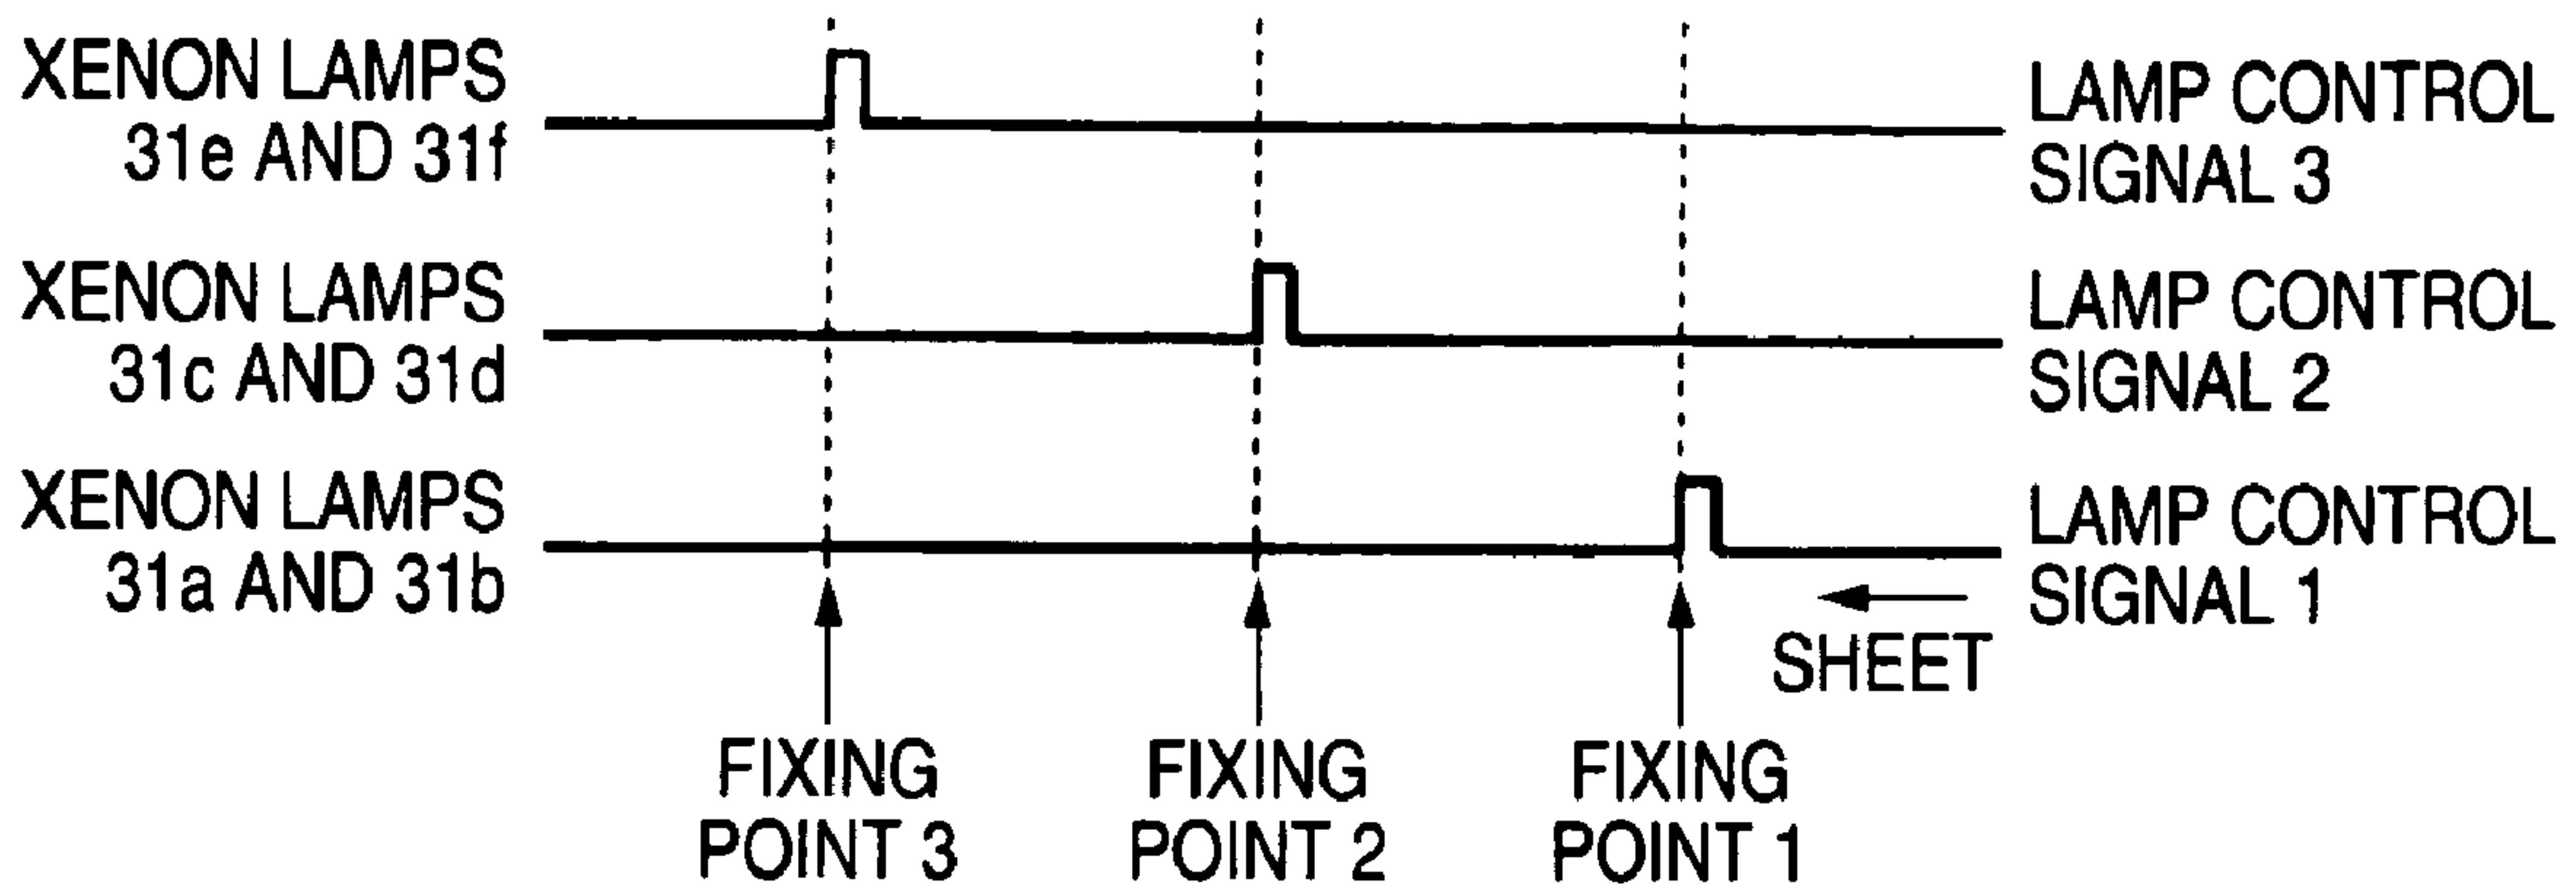 XENON LAMPS
31e AND 31f
LAMP CONTROL
SIGNAL 3
XENON LAMPS
31c AND 31d
LAMP CONTROL
SIGNAL 2
XENON LAMPS
31a AND 31b
LAMP CONTROL
SIGNAL 1
SHEET
FIXING
POINT 3
FIXING
POINT 2
FIXING
POINT 1